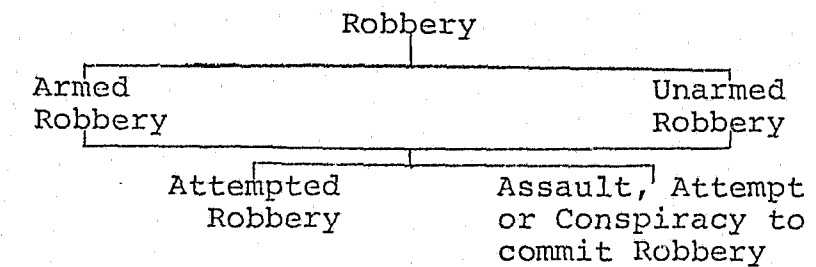 Robbery
Armed
Robbery
Unarmed
Robbery
Attempted
Robbery
Assault, Attempt
or Conspiracy to
commit Robbery